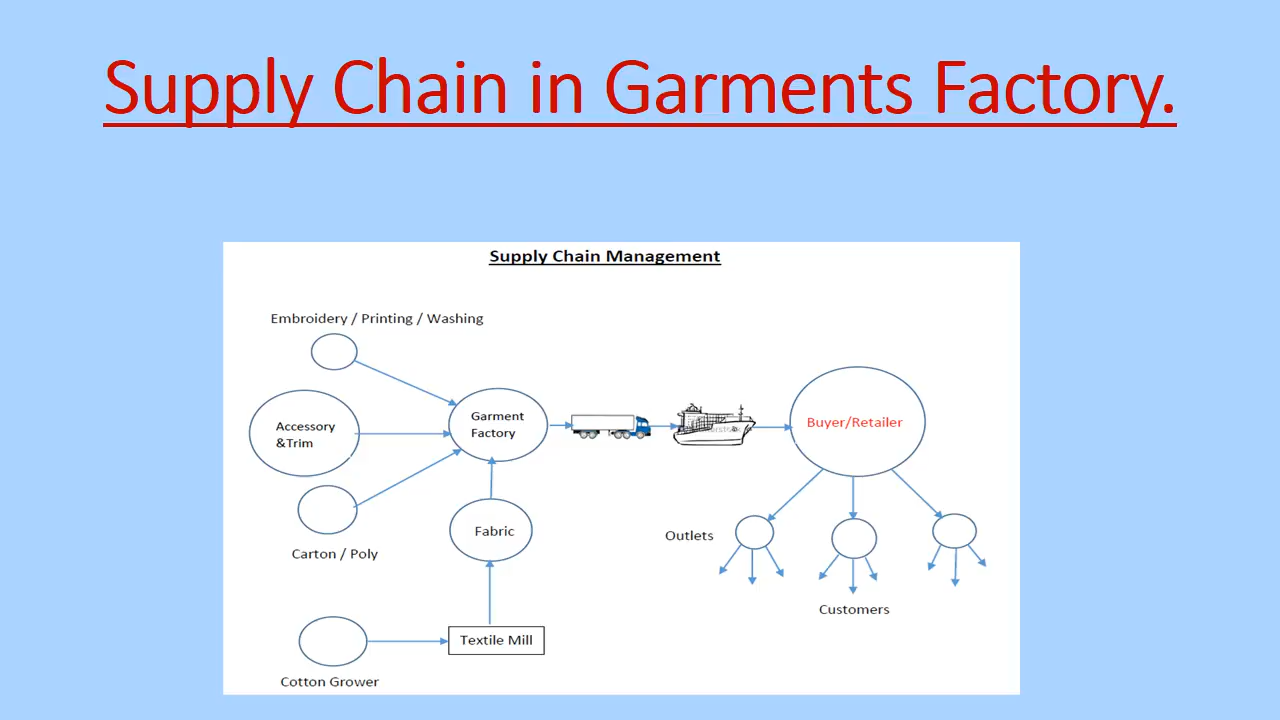 Supply Chain in Garments Factory.
Supply Chain Management
Embroidery / Printing / Washing
Accessory
&Trim
Garment
Factory
Buyer/Retailer
Carton / Poly
Fabric
Outlets
Customers
Textile Mill
Cotton Grower